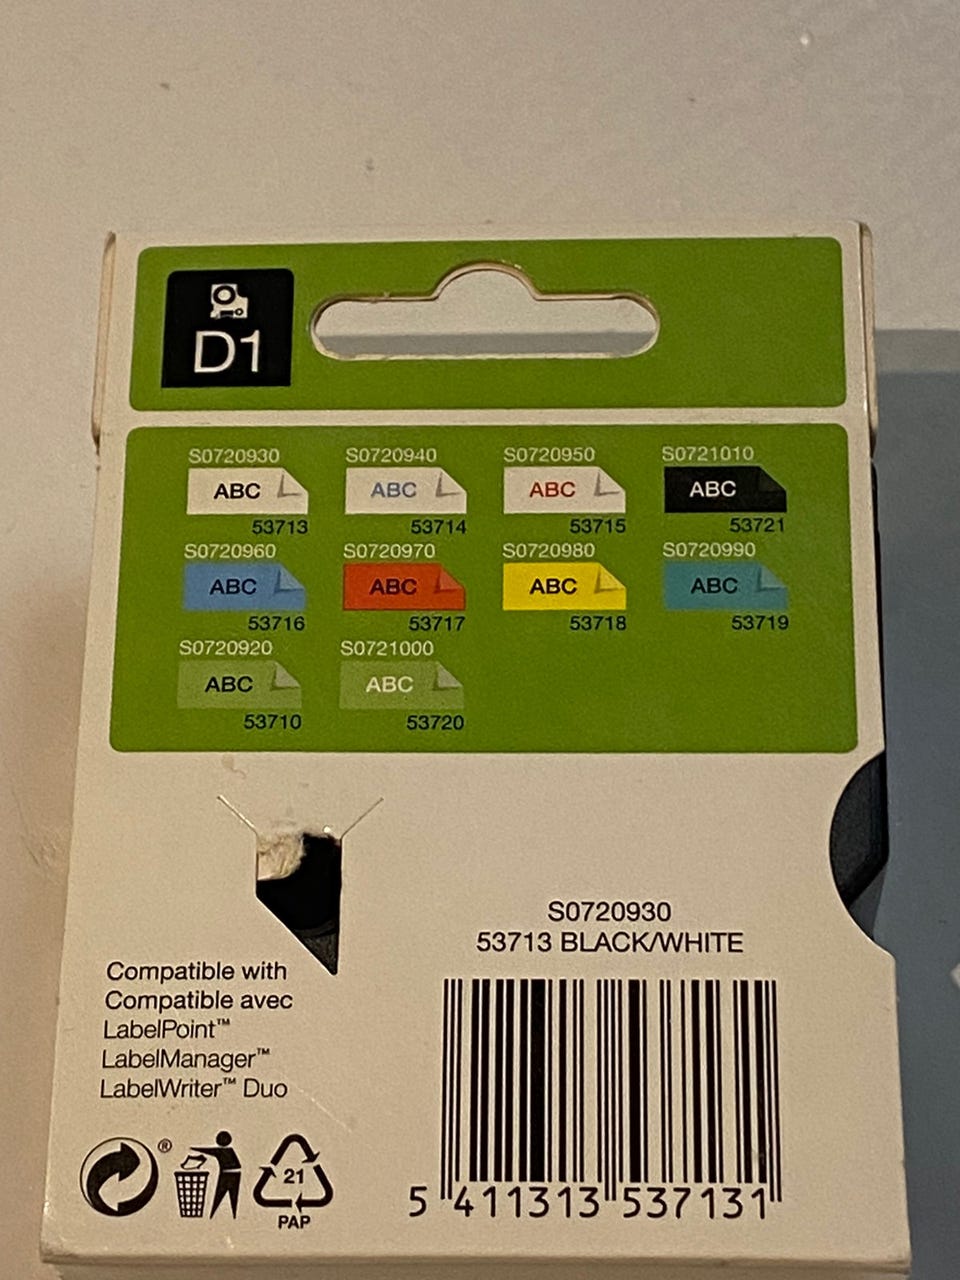 D1
S0720930 S0720940 S0720950 S0721010
ABC ABC ABC ABC
53713 53714 53715 53721
S0720960 S0720970 S0720980 S0720990
ABC ABC ABC ABC
53716 53717 53718 53719
S0720920 S0721000
ABC ABC
53710 53720
S0720930
53713 BLACK/WHITE
Compatible with
Compatible avec
LabelPoint™
LabelManager™
LabelWriter™ Duo
®
21
PAP
5 411313 537131